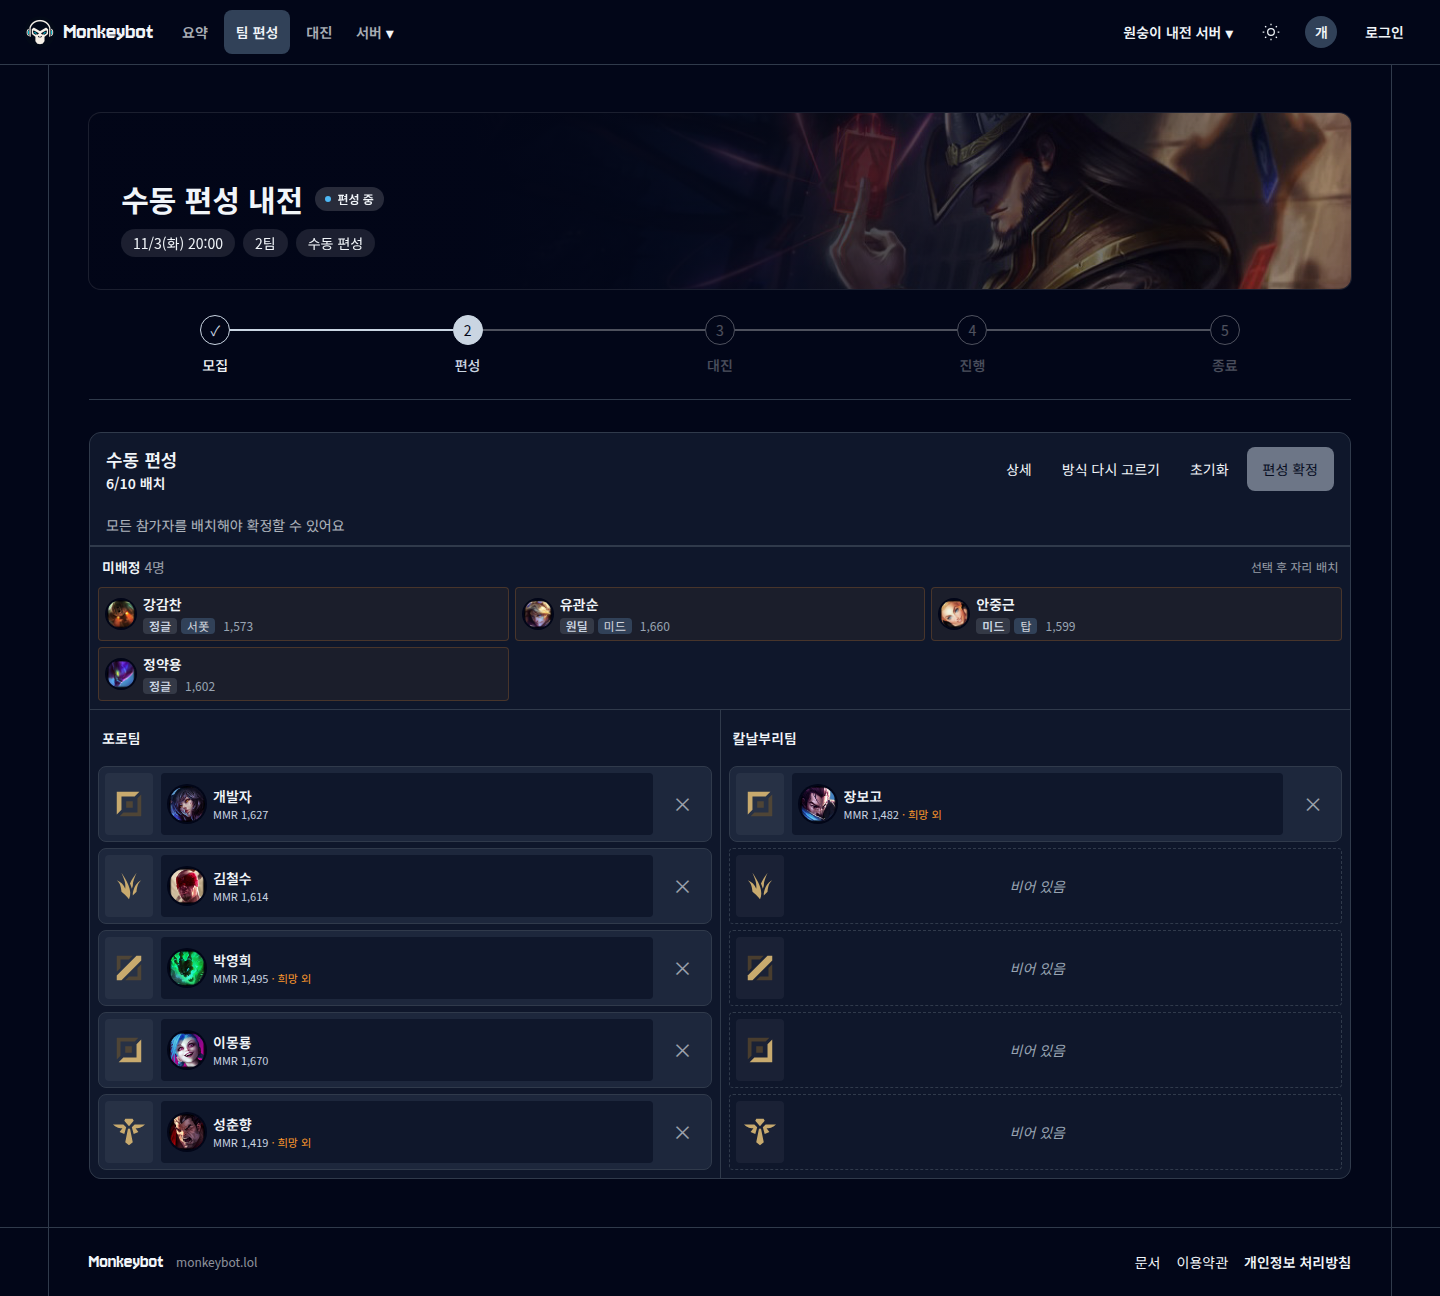 Monkeybot 요약 팀 편성 대진 서버 ▾ 원숭이 내전 서버 ▾ 개 로그인
수동 편성 내전 편성 중
11/3(화) 20:00 2팀 수동 편성
✓ 2 3 4 5
모집 편성 대진 진행 종료
수동 편성
6/10 배치
상세 방식 다시 고르기 초기화 편성 확정
모든 참가자를 배치해야 확정할 수 있어요
미배정 4명 선택 후 자리 배치
강감찬
정글 서폿 1,573
유관순
원딜 미드 1,660
안중근
미드 탑 1,599
정약용
정글 1,602
포로팀
개발자
MMR 1,627
김철수
MMR 1,614
박영희
MMR 1,495 · 희망 외
이몽룡
MMR 1,670
성춘향
MMR 1,419 · 희망 외
칼날부리팀
장보고
MMR 1,482 · 희망 외
비어 있음
비어 있음
비어 있음
비어 있음
Monkeybot monkeybot.lol 문서 이용약관 개인정보 처리방침